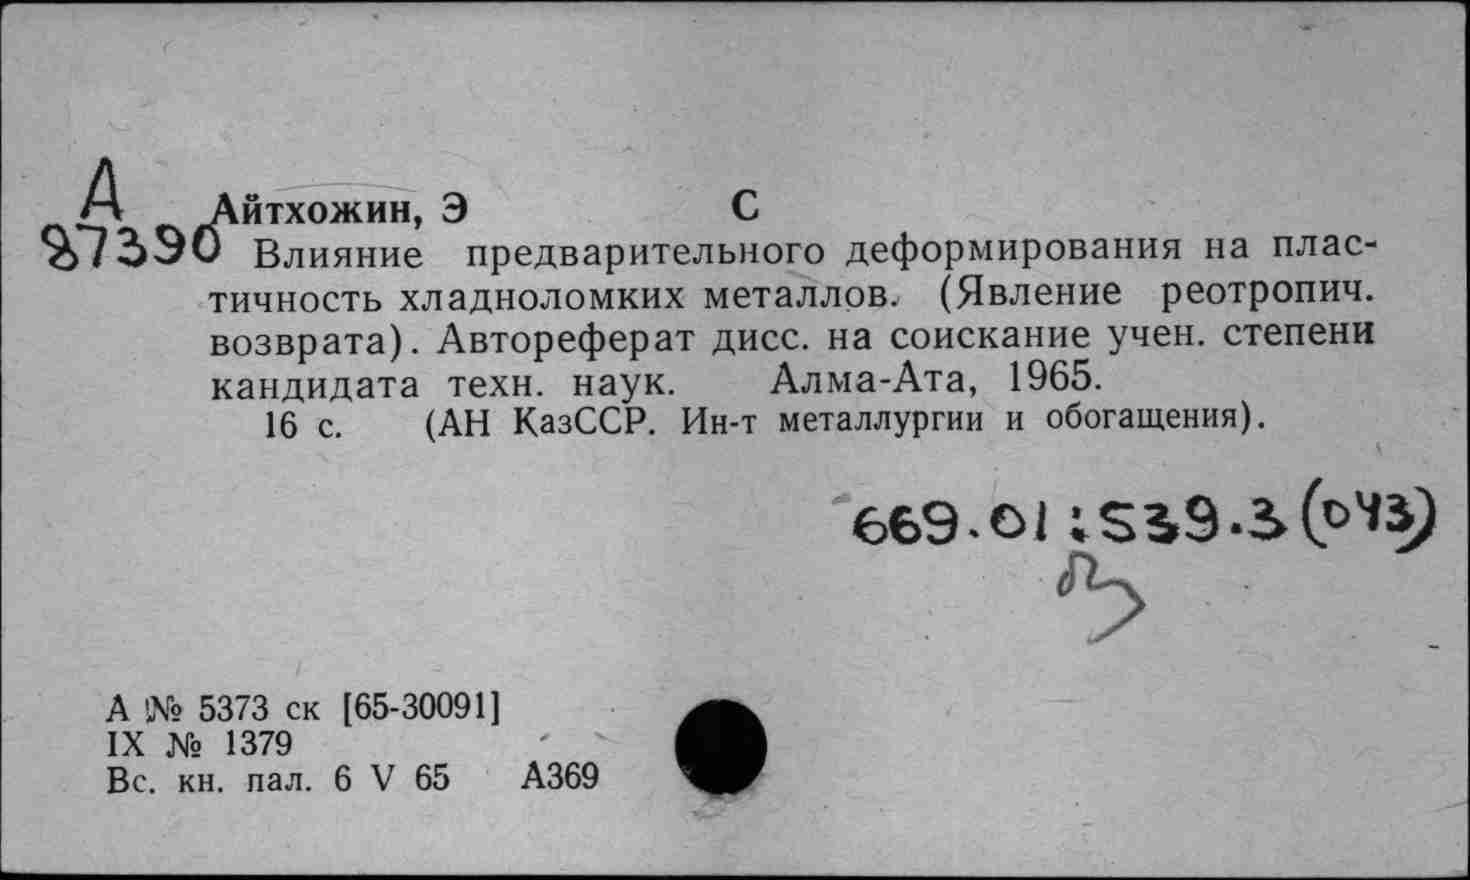 А
87390
Айтхожин, Э С
Влияние предварительного деформирования на плас-
тичность хладноломких металлов. (Явление реотропич.
возврата). Автореферат дисс. на соискание учен. степени
кандидата техн. наук. Алма-Ата, 1965.
16 с. (АН КазССР. Ин-т металлургии и обогащения).
669.01:539.3(043)
А № 5373 ск [65-30091]
IX № 1379
Вс. кн. пал. 6 V 65 А369